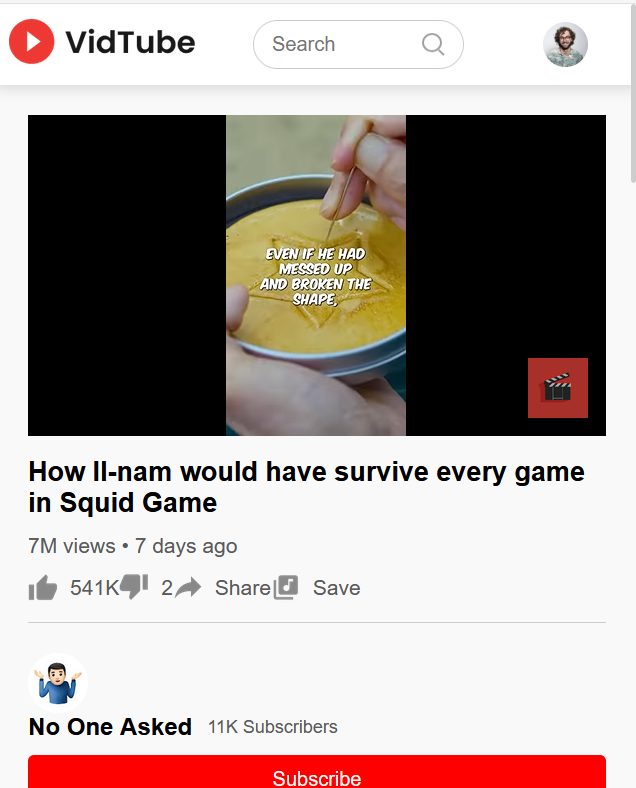 VidTube
Search
EVEN IF HE HAD
MESSED UP
AND BROKEN THE
SHAPE,
How Il-nam would have survive every game
in Squid Game
7M views • 7 days ago
541K 2 Share Save
No One Asked 11K Subscribers
Subscribe